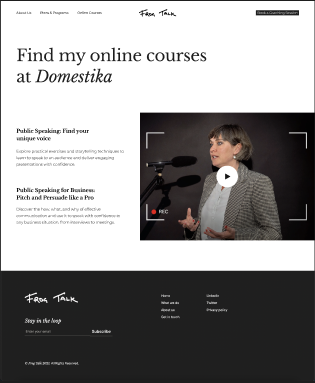 About Us Films & Programs Online Courses
Frog Talk
Book a Coaching Session
Find my online courses
at Domestika
Public Speaking: Find your
unique voice
Explore practical exercises and storytelling techniques to
learn to speak to an audience and deliver engaging
presentations with confidence.
Public Speaking for Business:
Pitch and Persuade like a Pro
Discover the how, what, and why of effective
communication and use it to speak with confidence in
any business situation, from interviews to meetings.
REC
Frog Talk
Stay in the loop
Enter your email Subscribe
Home
What we do
About us
Get in touch
LinkedIn
Twitter
Privacy policy
© Frog Talk 2022. All Rights Reserved.